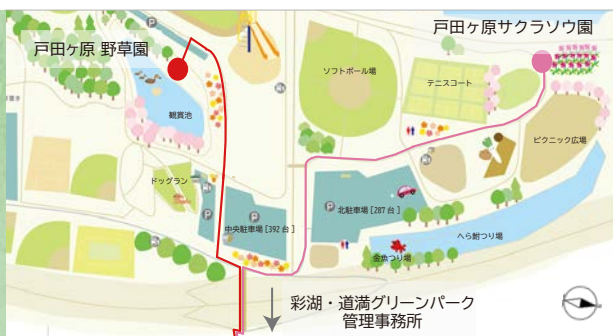 戸田ヶ原 野草園
戸田ヶ原サクラソウ園
P
ソフトボール場
テニスコート
観賞池
ピクニック広場
ドッグラン
P
P
中央駐車場 [392 台]
P 北駐車場 [287 台]
へら鮒つり場
金魚つり場
彩湖・道満グリーンパーク
管理事務所